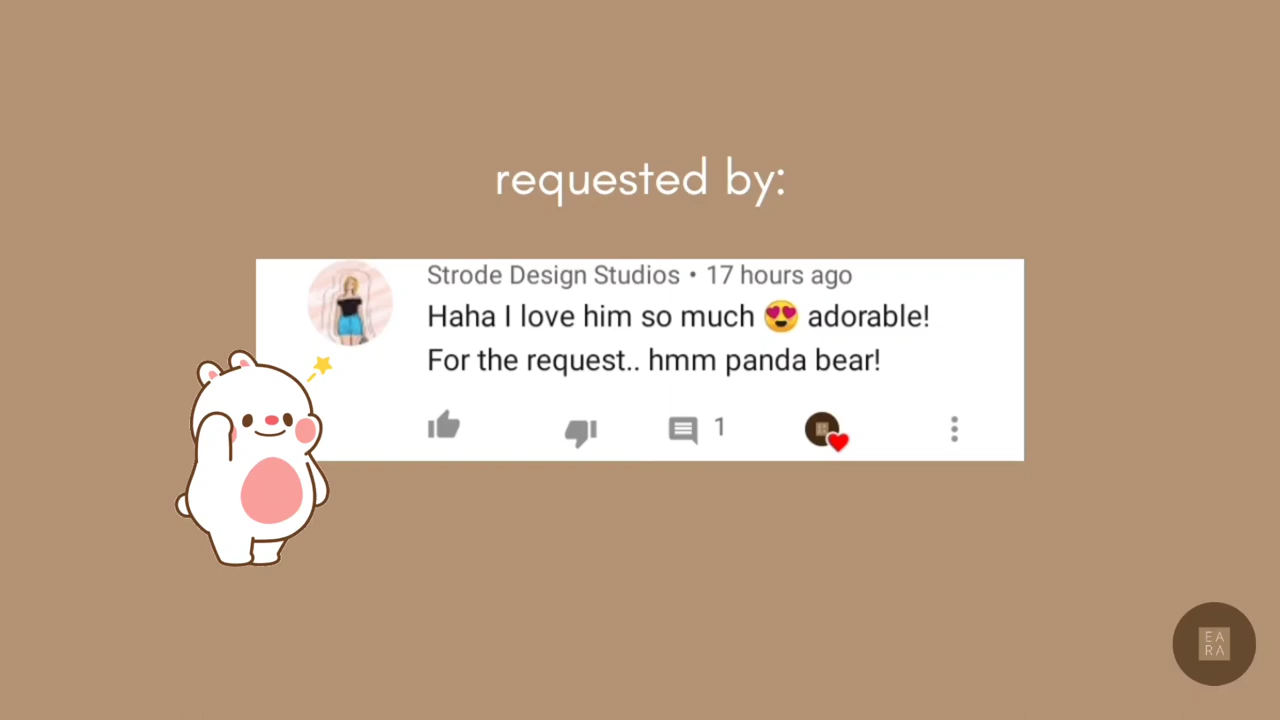 requested by:
Strode Design Studios • 17 hours ago
Haha I love him so much 😍 adorable!
For the request.. hmm panda bear!
1
EA
RA